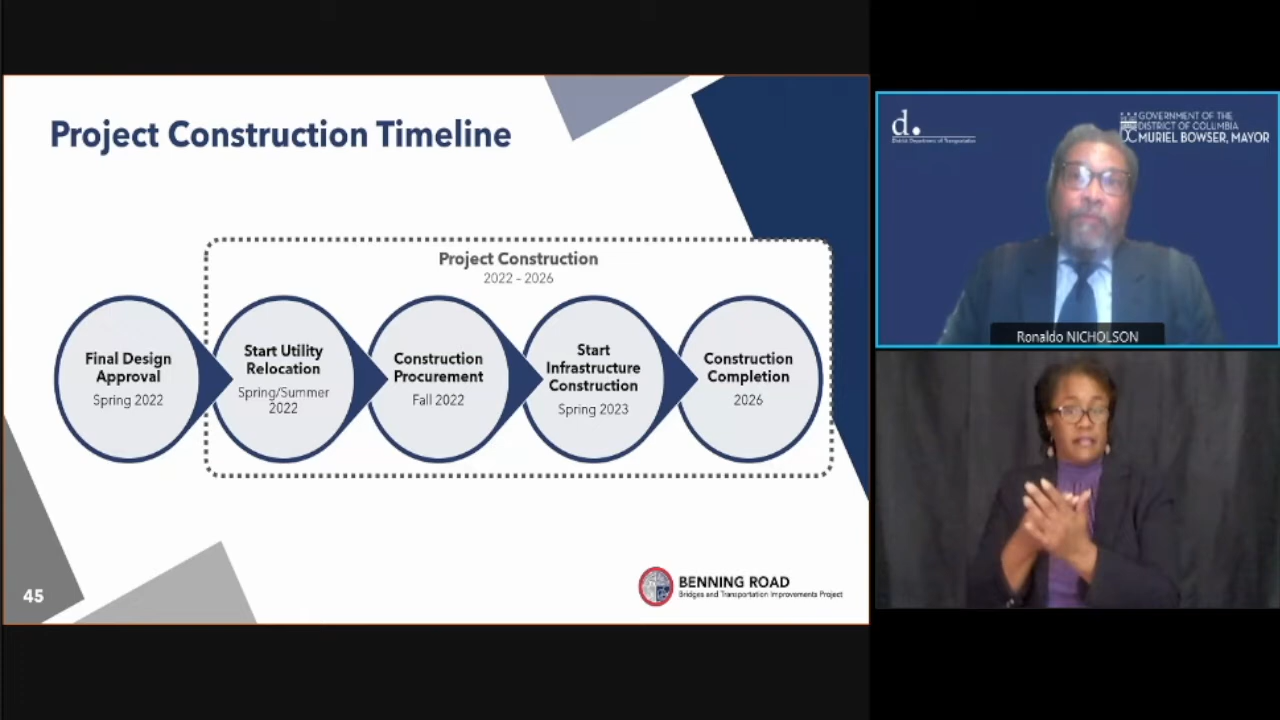 Project Construction Timeline
Project Construction
2022 - 2026
Final Design
Approval
Spring 2022
Start Utility
Relocation
Spring/Summer
2022
Construction
Procurement
Fall 2022
Start
Infrastructure
Construction
Spring 2023
Construction
Completion
2026
45
BENNING ROAD
Bridges and Transportation Improvements Project
d.
District Department of Transportation
GOVERNMENT OF THE
DISTRICT OF COLUMBIA
DC MURIEL BOWSER, MAYOR
Ronaldo NICHOLSON